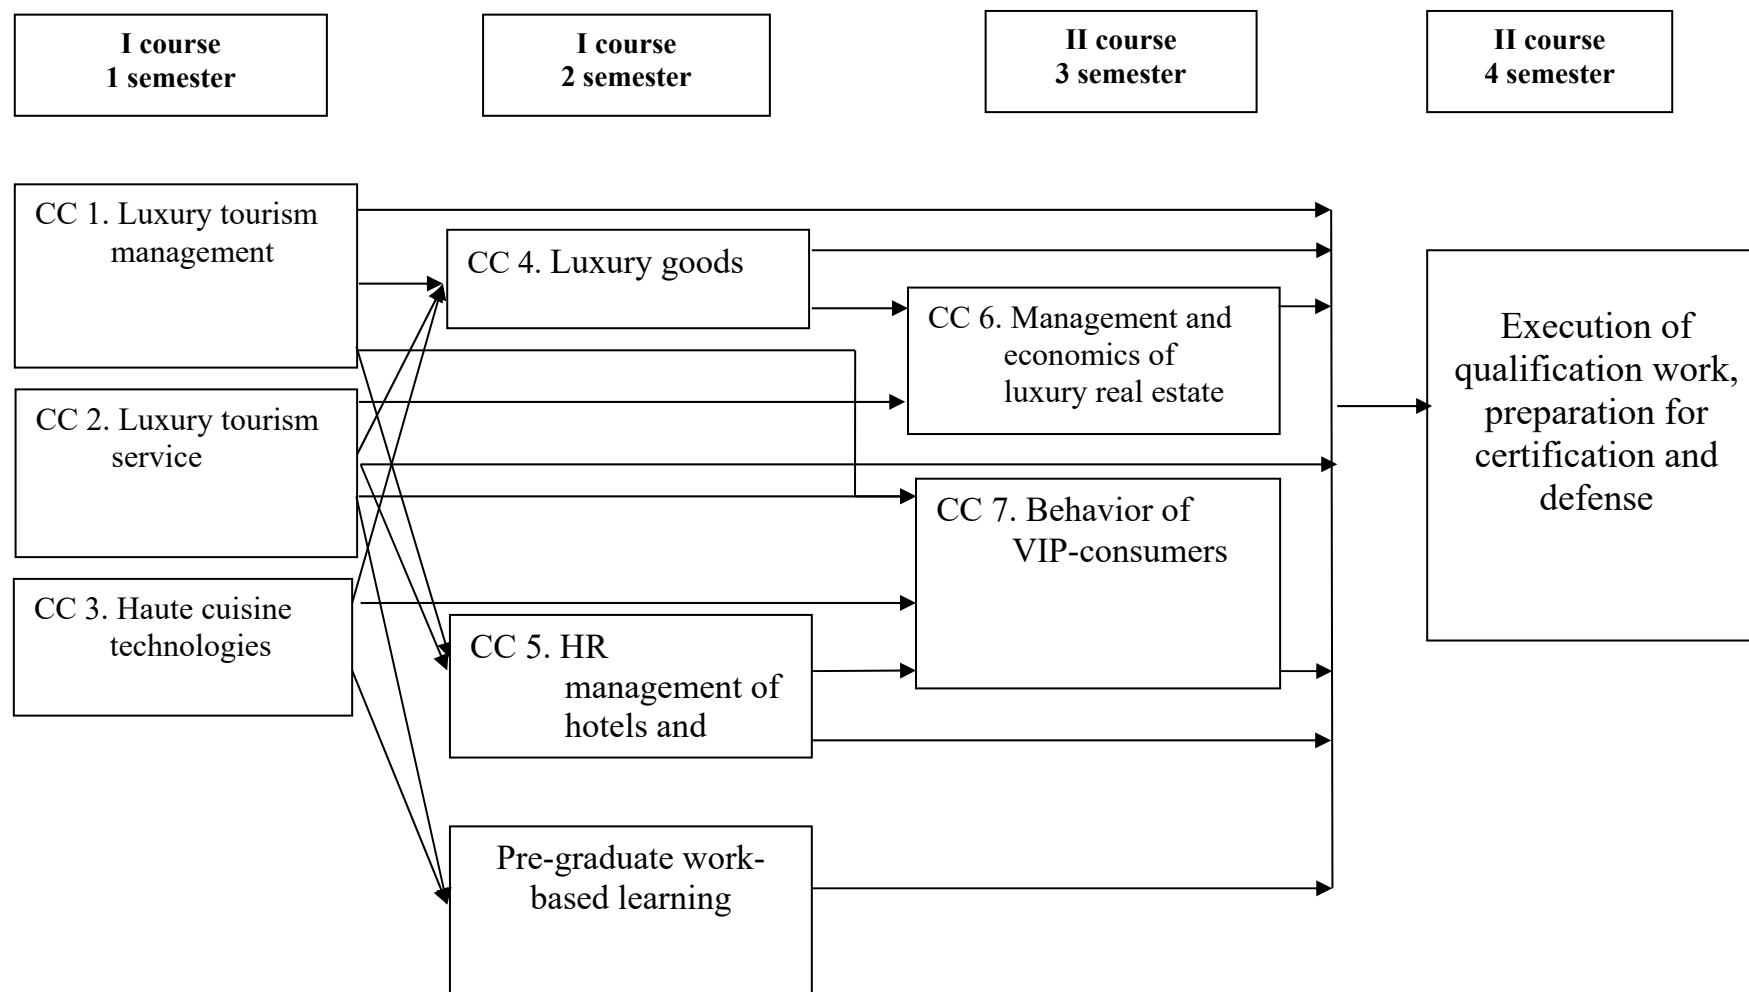 I course
1 semester
I course
2 semester
II course
3 semester
II course
4 semester
CC 1. Luxury tourism
management
CC 2. Luxury tourism
service
CC 3. Haute cuisine
technologies
CC 4. Luxury goods
CC 5. HR
management of
hotels and
Pre-graduate work-
based learning
CC 6. Management and
economics of
luxury real estate
CC 7. Behavior of
VIP-consumers
Execution of
qualification work,
preparation for
certification and
defense